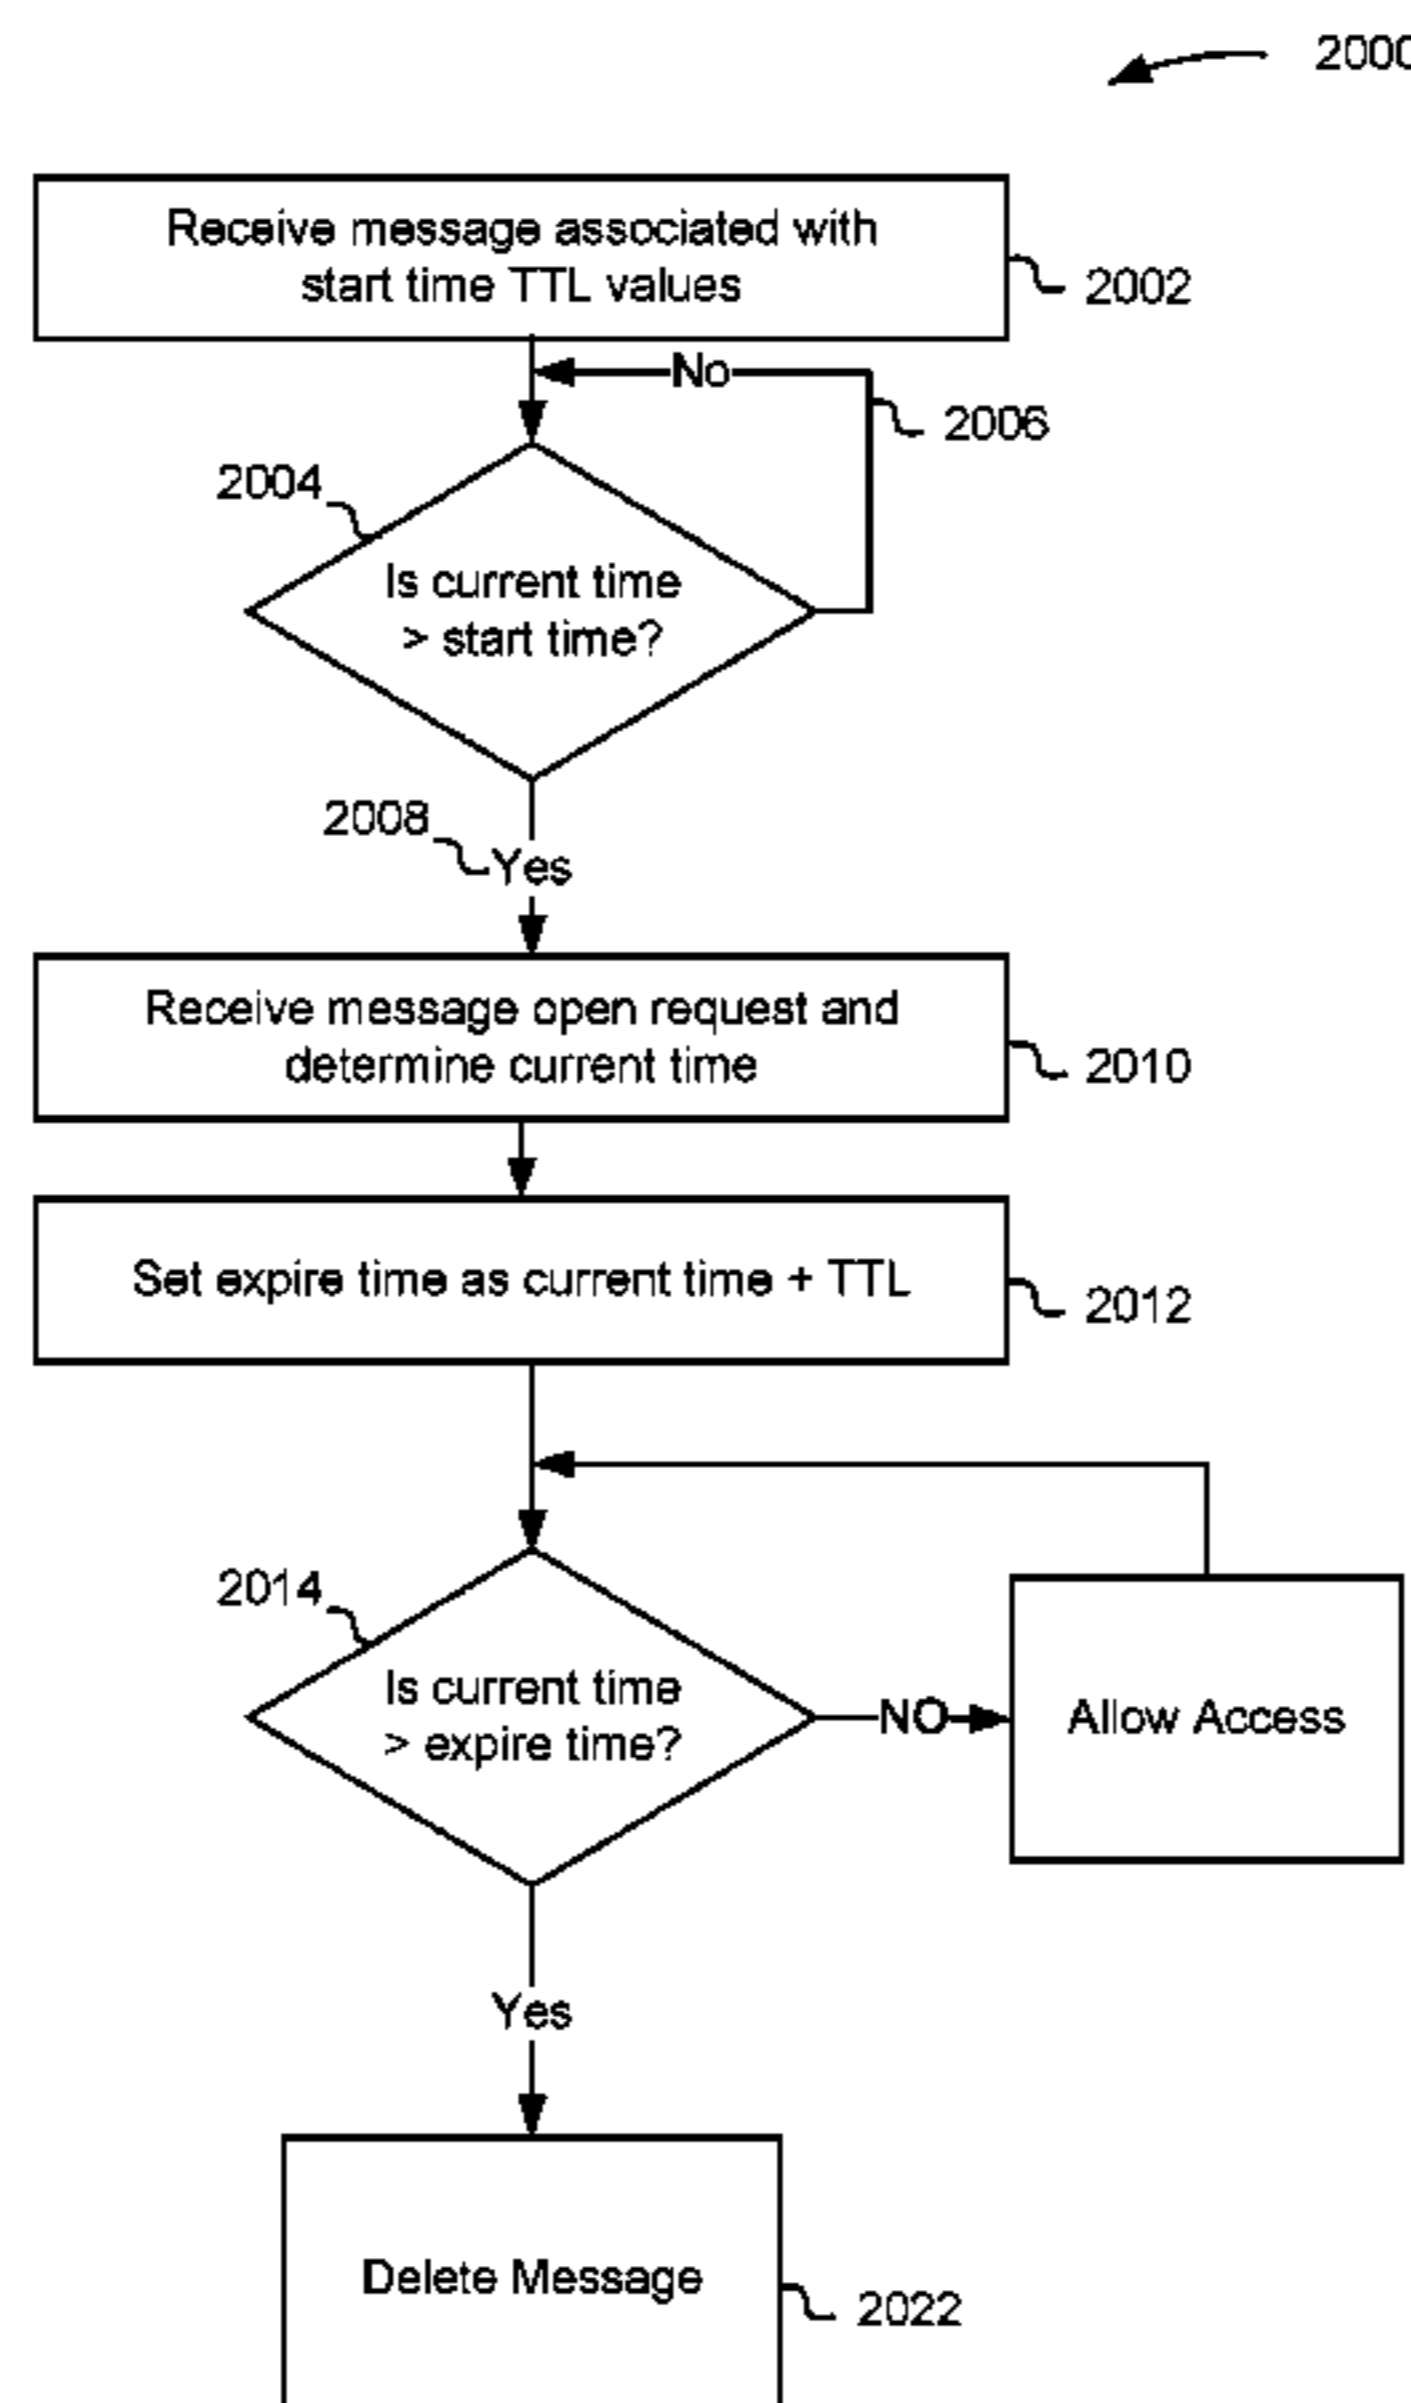 2000
Receive message associated with
start time TTL values
2002
No
2006
2004
Is current time
> start time?
2008
Yes
Receive message open request and
determine current time
2010
Set expire time as current time + TTL
2012
2014
Is current time
> expire time?
NO
Allow Access
Yes
Delete Message
2022